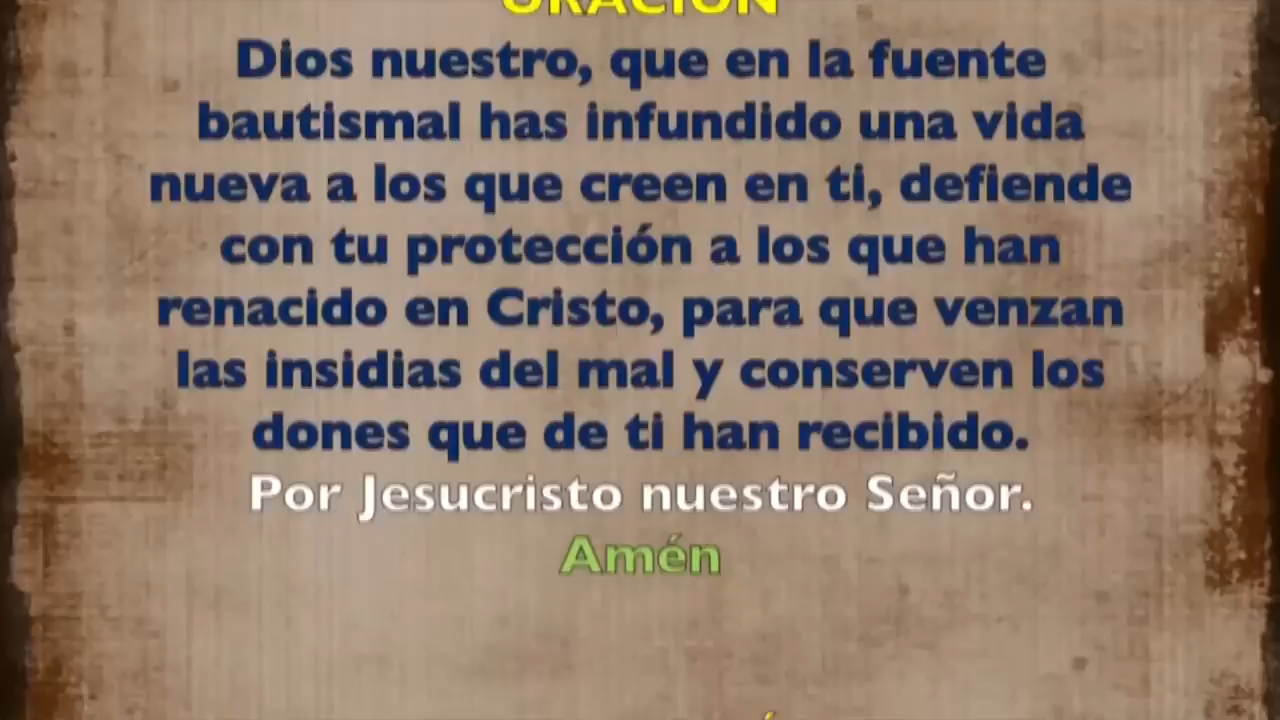 ORACIÓN
Dios nuestro, que en la fuente
bautismal has infundido una vida
nueva a los que creen en ti, defiende
con tu protección a los que han
renacido en Cristo, para que venzan
las insidias del mal y conserven los
dones que de ti han recibido.
Por Jesucristo nuestro Señor.
Amén